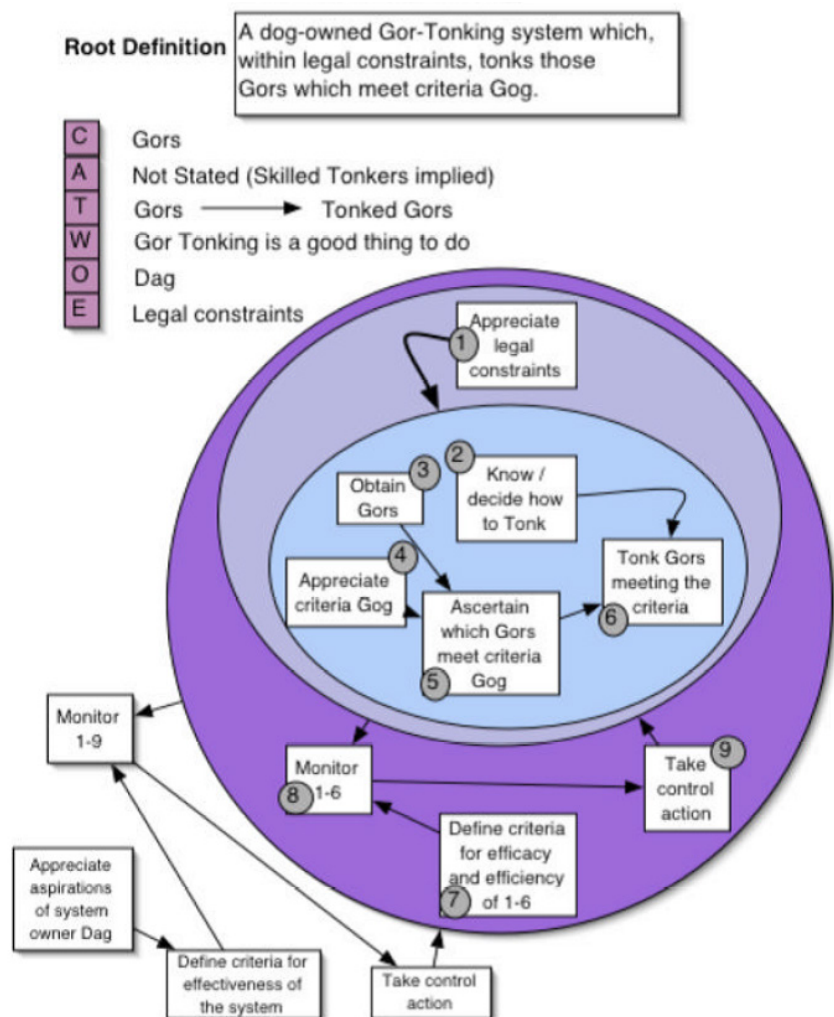 Root Definition
A dog-owned Gor-Tonking system which,
within legal constraints, tonks those
Gors which meet criteria Gog.
C Gors
A Not Stated (Skilled Tonkers implied)
T Gors Tonked Gors
W Gor Tonking is a good thing to do
O Dag
E Legal constraints
1
Appreciate
legal
constraints
3
Obtain
Gors
2
Know /
decide how
to Tonk
4
Appreciate
criteria Gog
5
Ascertain
which Gors
meet criteria
Gog
6
Tonk Gors
meeting the
criteria
Monitor
1-9
8
Monitor
1-6
9
Take
control
action
7
Define criteria
for efficacy
and efficiency
of 1-6
Appreciate
aspirations
of system
owner Dag
Define criteria for
effectiveness of
the system
Take control
action